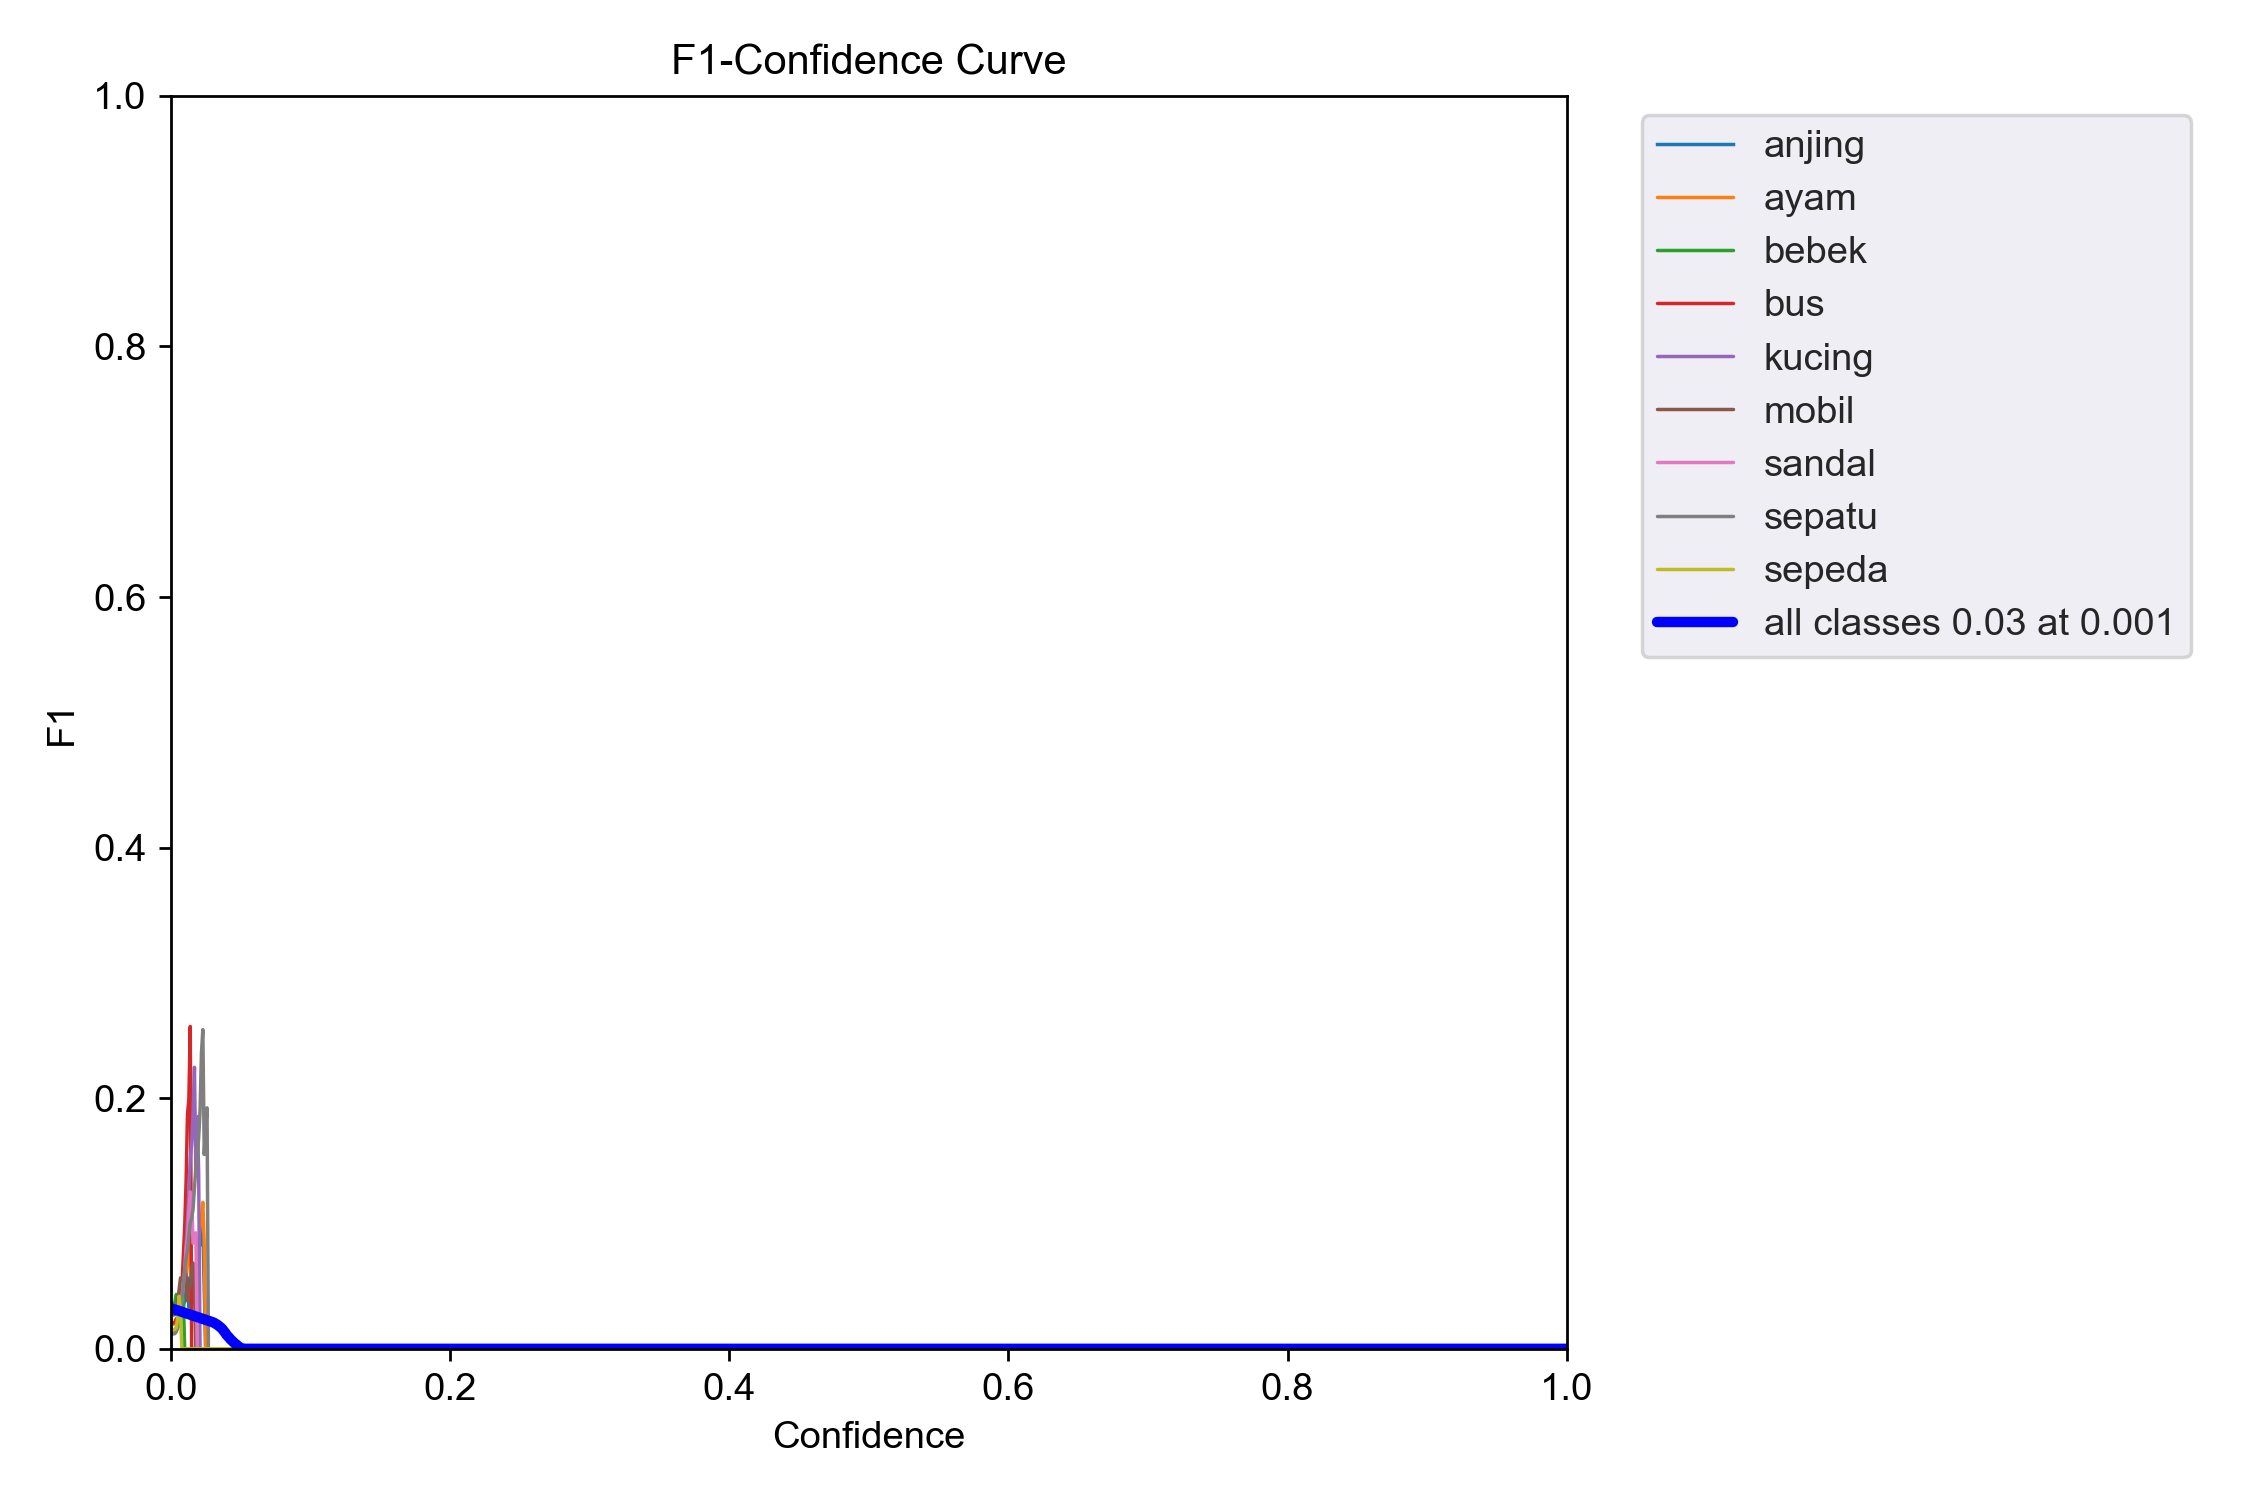 F1-Confidence Curve
1.0
0.8
0.6
0.4
0.2
0.0
F1
0.0 0.2 0.4 0.6 0.8 1.0
Confidence
anjing
ayam
bebek
bus
kucing
mobil
sandal
sepatu
sepeda
all classes 0.03 at 0.001